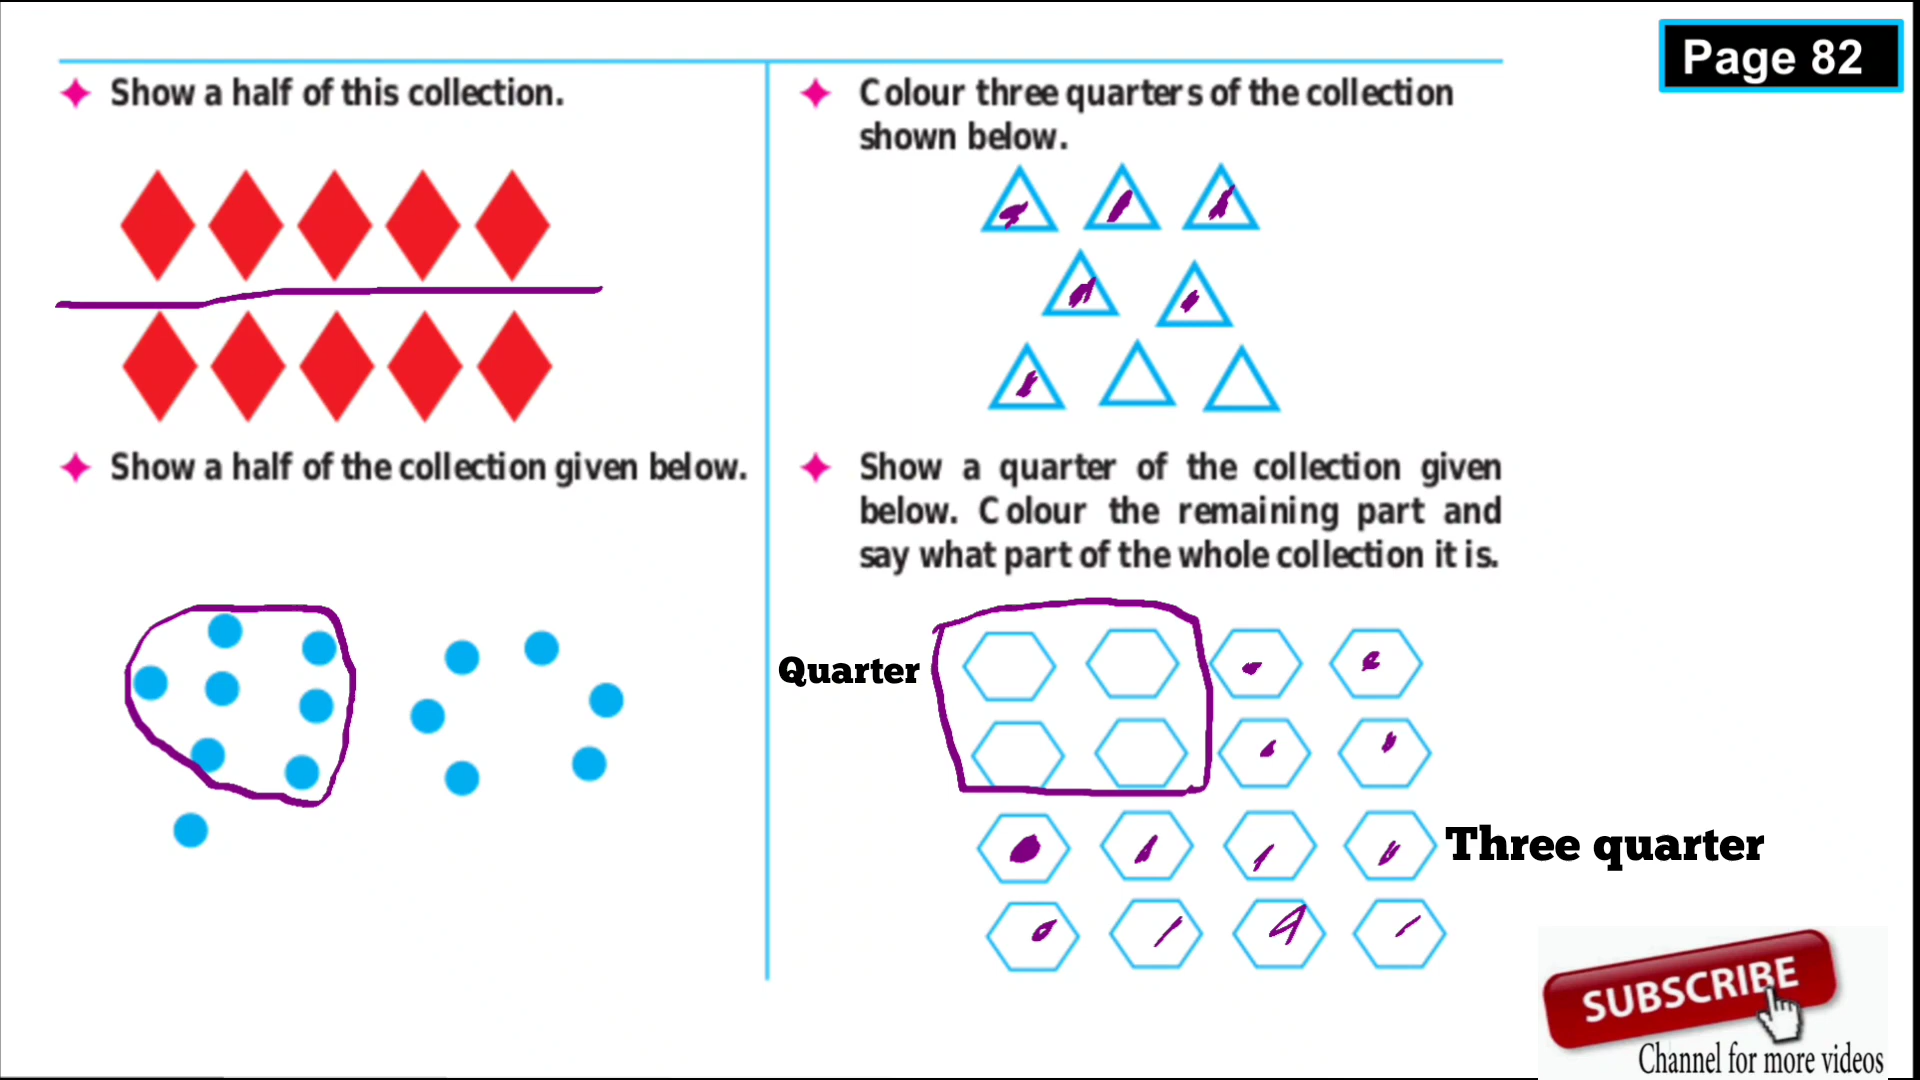 Page 82
Show a half of this collection.
Show a half of the collection given below.
Colour three quarters of the collection
shown below.
Show a quarter of the collection given
below. Colour the remaining part and
say what part of the whole collection it is.
Quarter
Three quarter
SUBSCRIBE
Channel for more videos